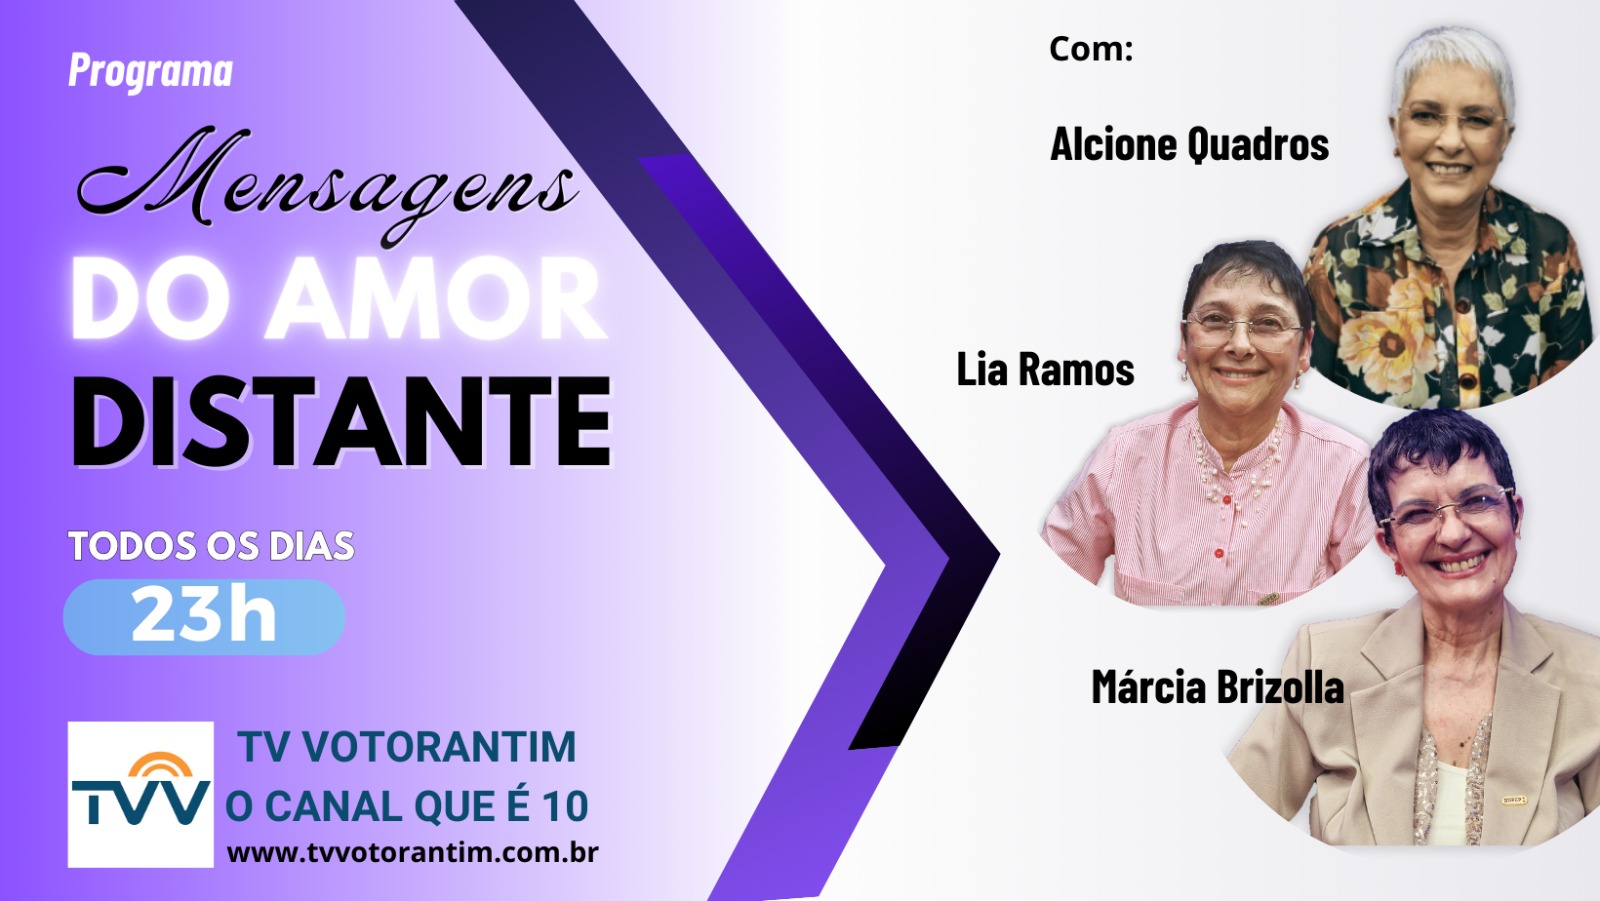 Programa
Mensagens
DO AMOR
DISTANTE
TODOS OS DIAS
23h
TVV
TV VOTORANTIM
O CANAL QUE É 10
www.tvvotorantim.com.br
Com:
Alcione Quadros
Lia Ramos
Márcia Brizolla